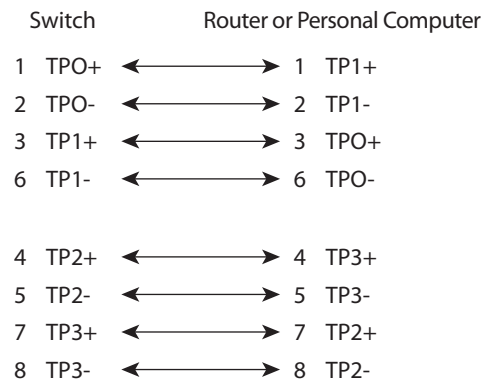 Switch Router or Personal Computer
1 TPO+ 1 TP1+
2 TPO- 2 TP1-
3 TP1+ 3 TPO+
6 TP1- 6 TPO-
4 TP2+ 4 TP3+
5 TP2- 5 TP3-
7 TP3+ 7 TP2+
8 TP3- 8 TP2-